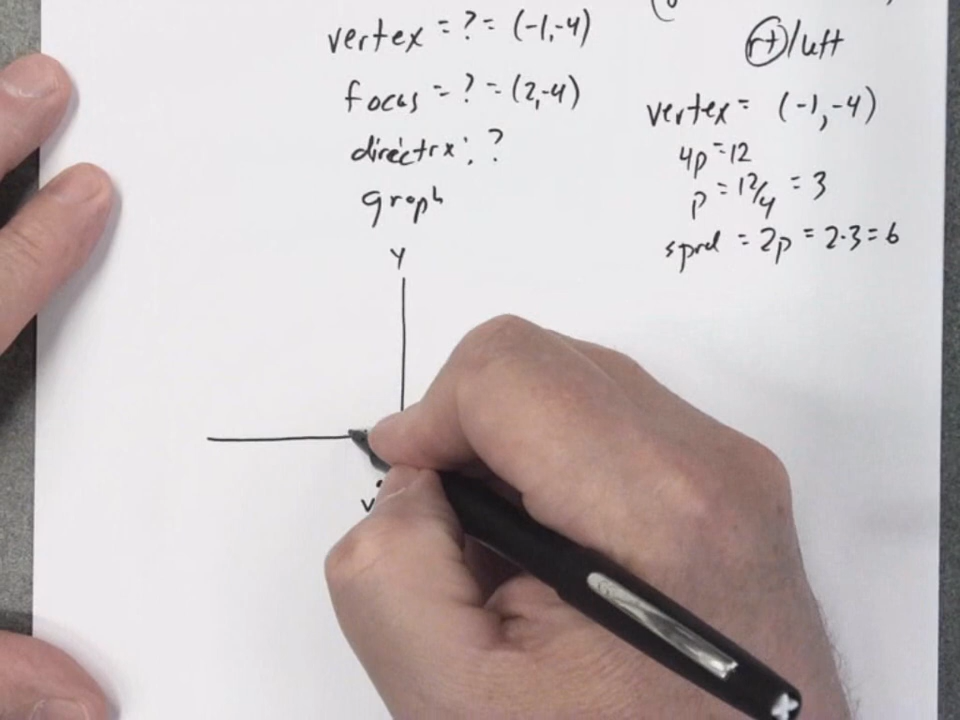 vertex = ? = (-1,-4)
focus = ? = (2,-4)
directrx : ?
graph
y
v
rt/left
vertex = (-1,-4)
4p = 12
p = 12/4 = 3
sprd = 2p = 2·3 = 6